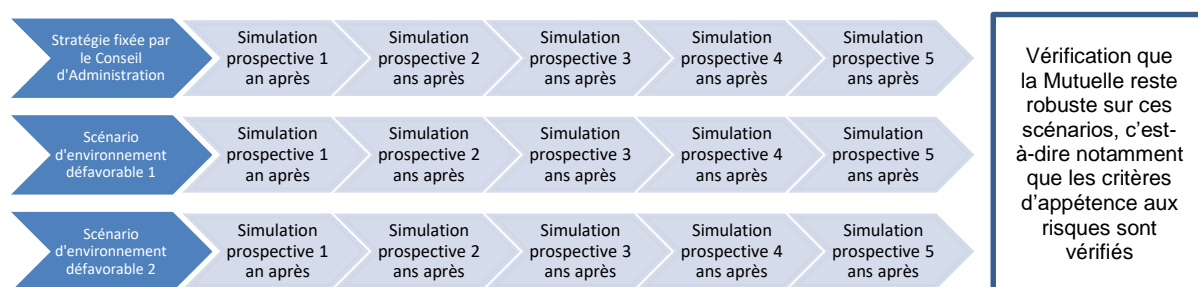 Stratégie fixée par
le Conseil
d'Administration
Simulation
prospective 1
an après
Simulation
prospective 2
ans après
Simulation
prospective 3
ans après
Simulation
prospective 4
ans après
Simulation
prospective 5
ans après
Scénario
d'environnement
défavorable 1
Simulation
prospective 1
an après
Simulation
prospective 2
ans après
Simulation
prospective 3
ans après
Simulation
prospective 4
ans après
Simulation
prospective 5
ans après
Scénario
d'environnement
défavorable 2
Simulation
prospective 1
an après
Simulation
prospective 2
ans après
Simulation
prospective 3
ans après
Simulation
prospective 4
ans après
Simulation
prospective 5
ans après
Vérification que
la Mutuelle reste
robuste sur ces
scénarios, c’est-
à-dire notamment
que les critères
d’appétence aux
risques sont
vérifiés